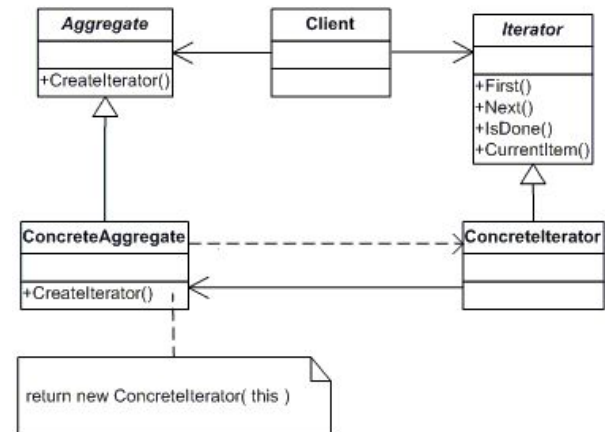 Aggregate
+CreateIterator()
Client
Iterator
+First()
+Next()
+IsDone()
+CurrentItem()
ConcreteAggregate
+CreateIterator()
ConcreteIterator
return new ConcreteIterator( this )